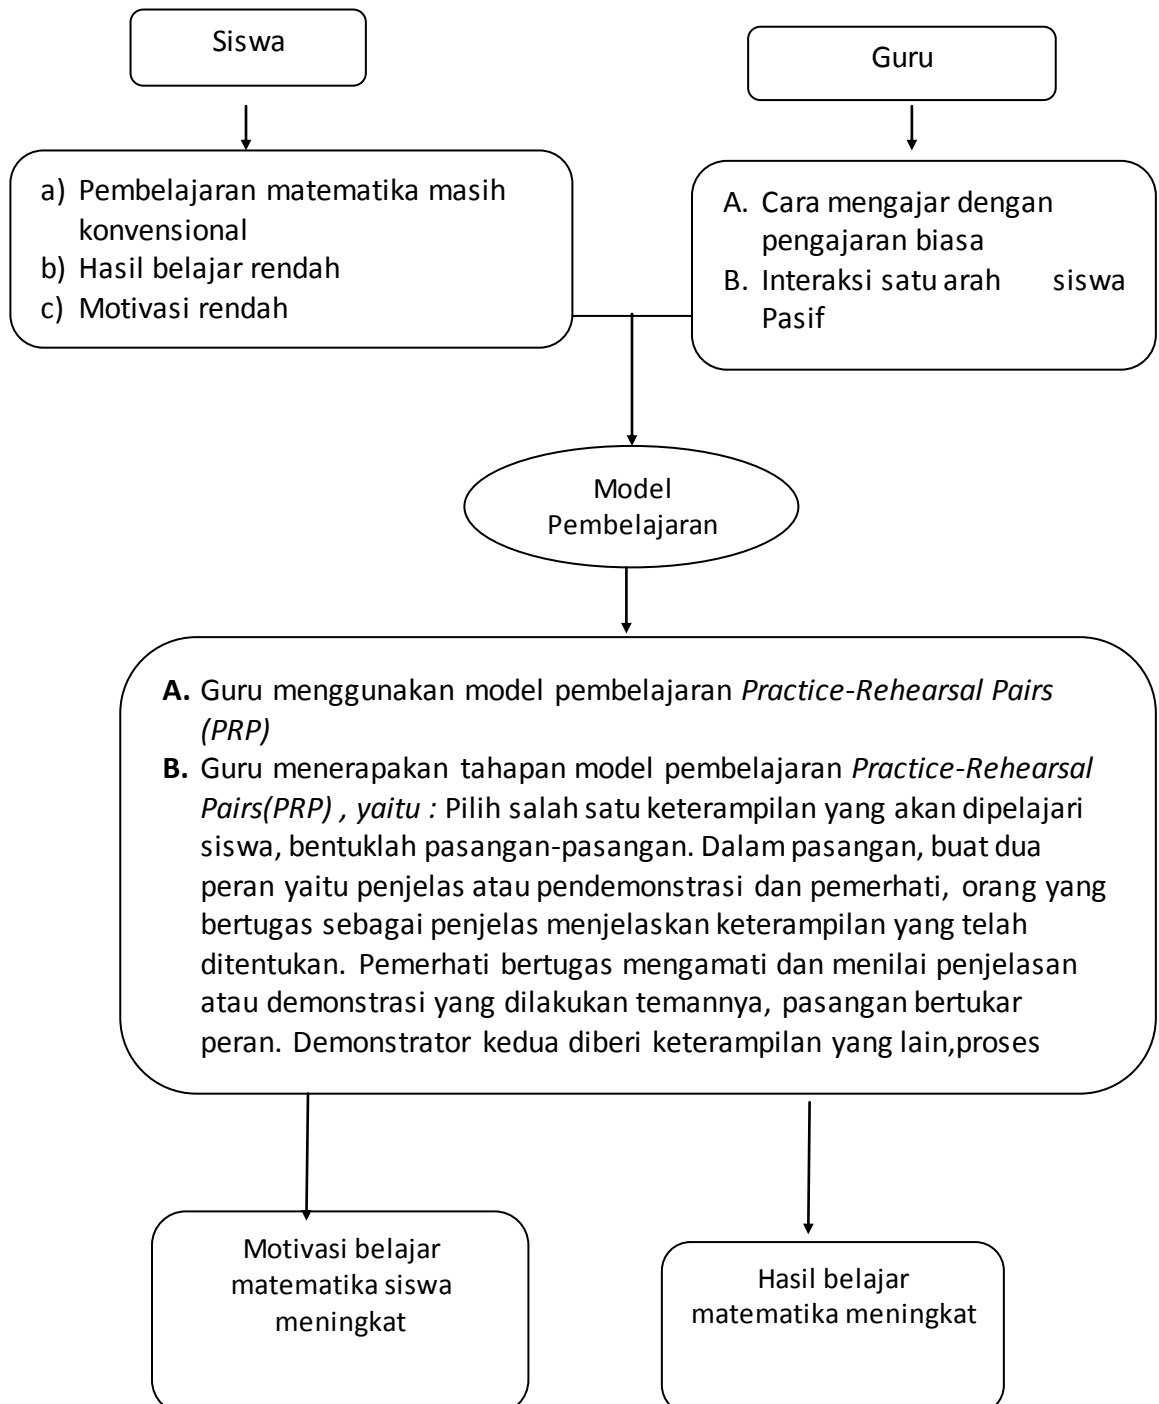 Siswa
Guru
a) Pembelajaran matematika masih
konvensional
b) Hasil belajar rendah
c) Motivasi rendah
A. Cara mengajar dengan
pengajaran biasa
B. Interaksi satu arah siswa
Pasif
Model
Pembelajaran
A. Guru menggunakan model pembelajaran Practice-Rehearsal Pairs
(PRP)
B. Guru menerapakan tahapan model pembelajaran Practice-Rehearsal
Pairs(PRP) , yaitu : Pilih salah satu keterampilan yang akan dipelajari
siswa, bentuklah pasangan-pasangan. Dalam pasangan, buat dua
peran yaitu penjelas atau pendemonstrasi dan pemerhati, orang yang
bertugas sebagai penjelas menjelaskan keterampilan yang telah
ditentukan. Pemerhati bertugas mengamati dan menilai penjelasan
atau demonstrasi yang dilakukan temannya, pasangan bertukar
peran. Demonstrator kedua diberi keterampilan yang lain,proses
Motivasi belajar
matematika siswa
meningkat
Hasil belajar
matematika meningkat